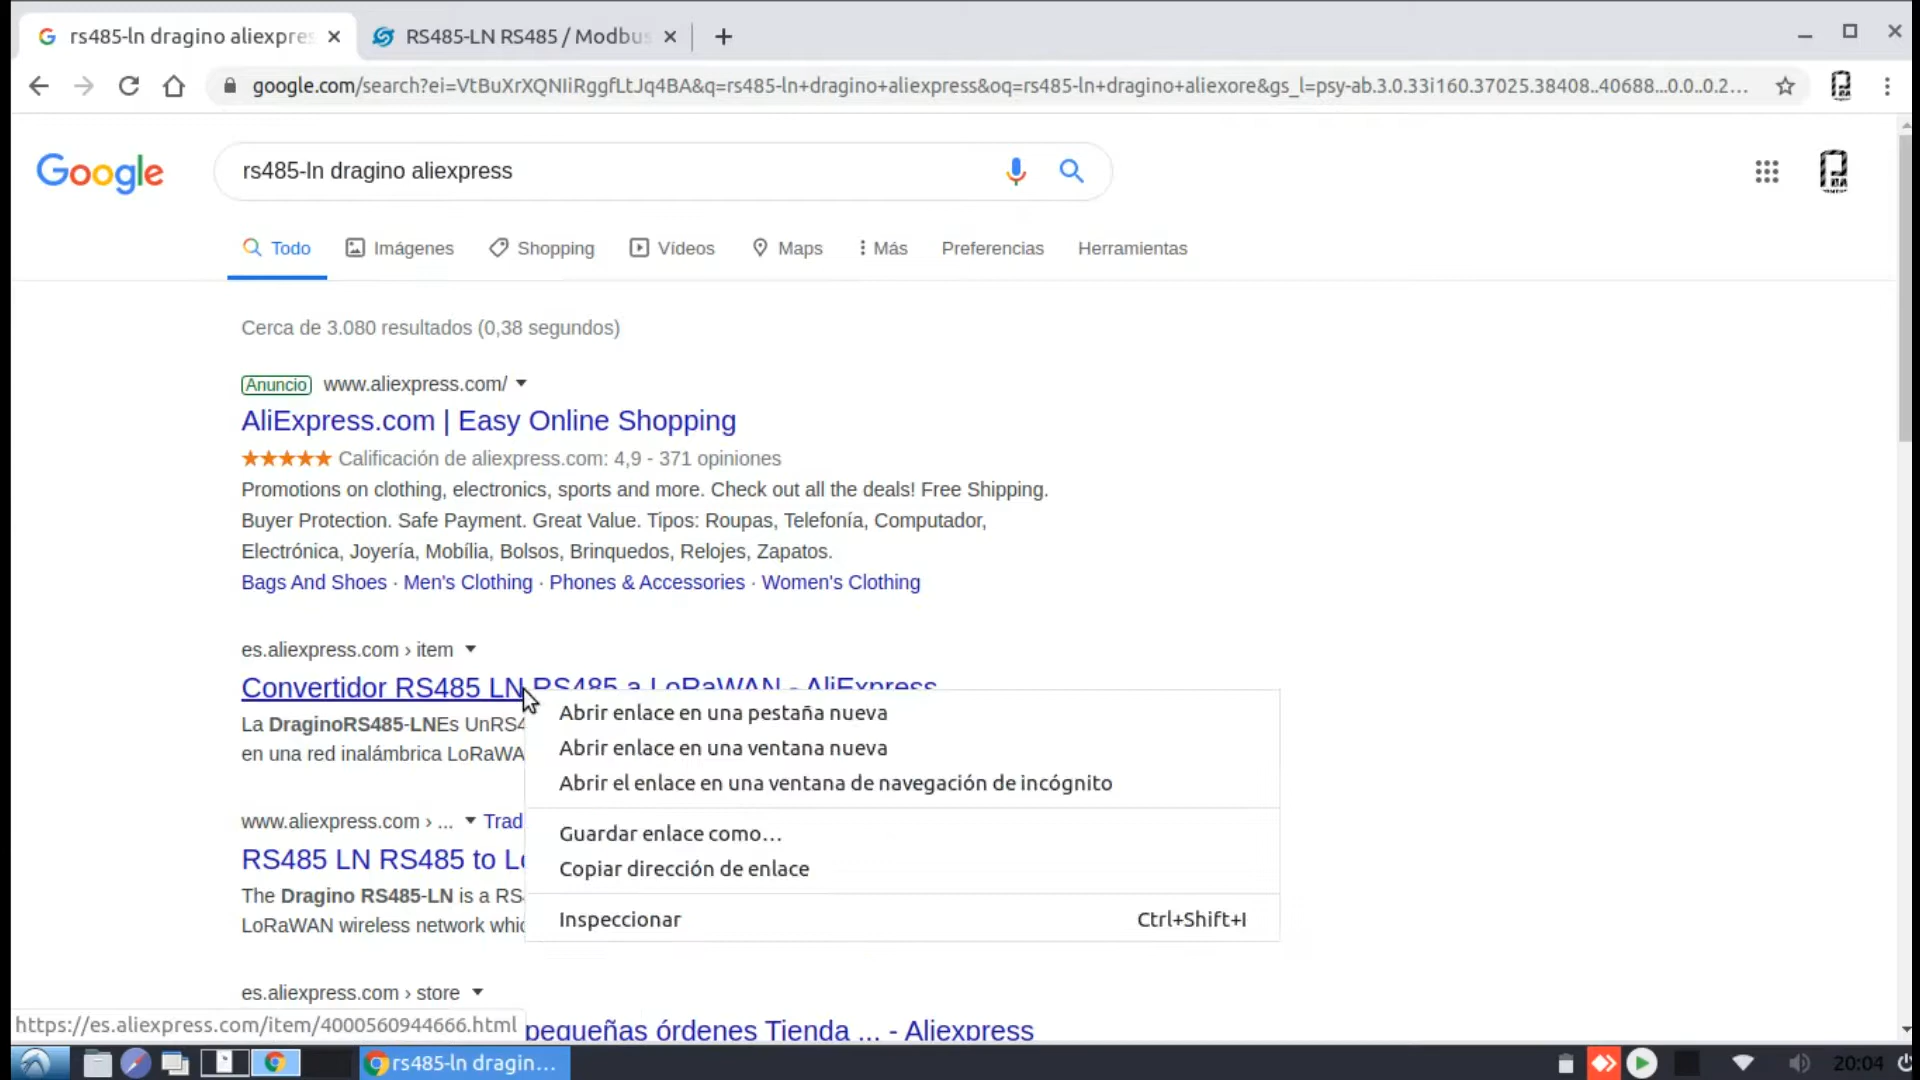 rs485-ln dragino aliexpre
RS485-LN RS485 / Modbus
google.com/search?ei=VtBuXrXQNIiRggfLtJq4BA&q=rs485-ln+dragino+aliexpress&oq=rs485-ln+dragino+aliexore&gs_l=psy-ab.3.0.33i160.37025.38408..40688...0.0..0.2...
Google
rs485-ln dragino aliexpress
Todo Imágenes Shopping Vídeos Maps Más Preferencias Herramientas
Cerca de 3.080 resultados (0,38 segundos)
Anuncio www.aliexpress.com/
AliExpress.com | Easy Online Shopping
Calificación de aliexpress.com: 4,9 - 371 opiniones
Promotions on clothing, electronics, sports and more. Check out all the deals! Free Shipping.
Buyer Protection. Safe Payment. Great Value. Tipos: Roupas, Telefonía, Computador,
Electrónica, Joyería, Mobília, Bolsos, Brinquedos, Relojes, Zapatos.
Bags And Shoes · Men's Clothing · Phones & Accessories · Women's Clothing
es.aliexpress.com › item
Convertidor RS485 LN RS485 a LoRaWAN - AliExpress
La DraginoRS485-LNEs UnRS4
en una red inalámbrica LoRaWA
www.aliexpress.com › ... Trad
RS485 LN RS485 to Lo
The Dragino RS485-LN is a RS
LoRaWAN wireless network whic
Abrir enlace en una pestaña nueva
Abrir enlace en una ventana nueva
Abrir el enlace en una ventana de navegación de incógnito
Guardar enlace como...
Copiar dirección de enlace
Inspeccionar Ctrl+Shift+I
es.aliexpress.com › store
https://es.aliexpress.com/item/4000560944666.html
pequeñas órdenes Tienda ... - Aliexpress
rs485-ln dragin...
20:04